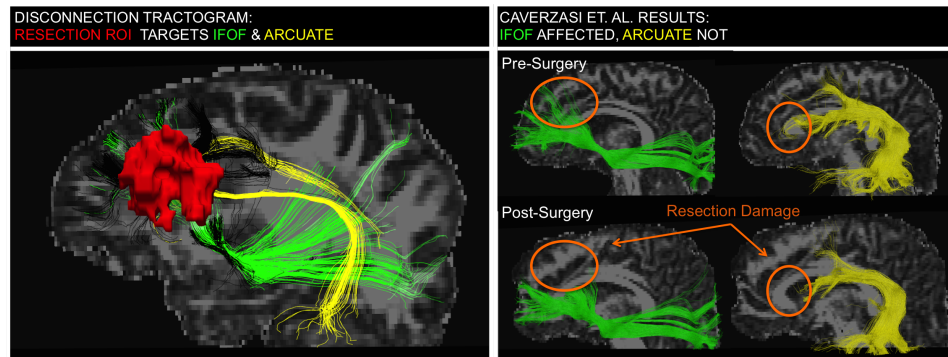 DISCONNECTION TRACTOGRAM:
RESECTION ROI TARGETS IFOF & ARCUATE
CAVERZASI ET. AL. RESULTS:
IFOF AFFECTED, ARCUATE NOT
Pre-Surgery
Post-Surgery
Resection Damage